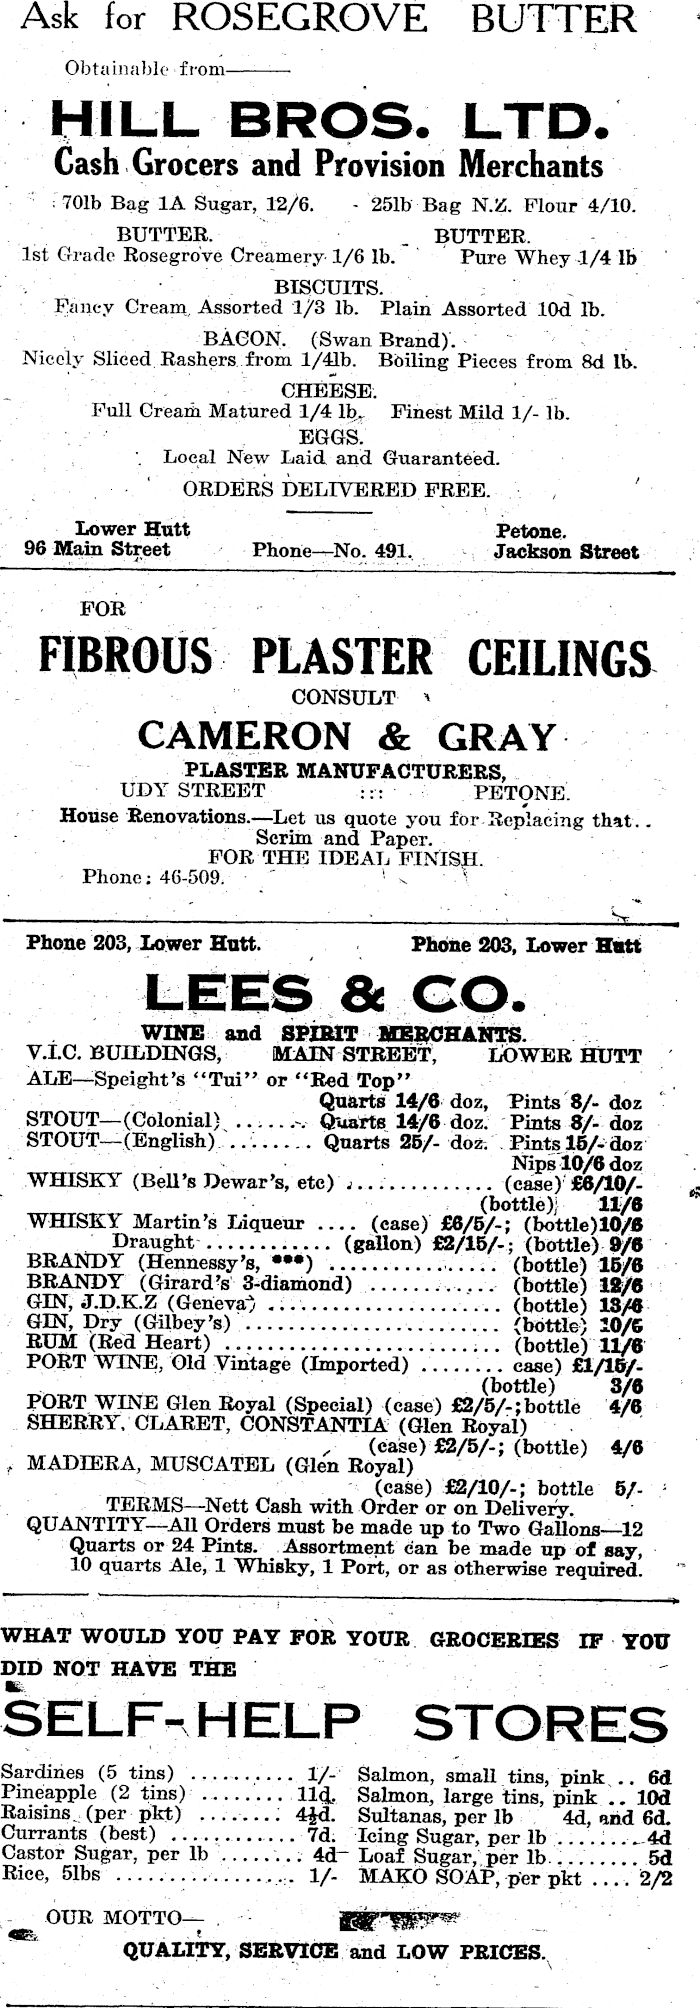 Ask for ROSEGROVE BUTTER
Obtainable from——
HILL BROS. LTD.
Cash Grocers and Provision Merchants
70lb Bag 1A Sugar, 12/6. - 25lb Bag N.Z. Flour 4/10.
BUTTER. BUTTER.
1st Grade Rosegrove Creamery 1/6 lb. Pure Whey 1/4 lb
BISCUITS.
Fancy Cream Assorted 1/3 lb. Plain Assorted 10d lb.
BACON. (Swan Brand).
Nicely Sliced Rashers from 1/4lb. Boiling Pieces from 8d lb.
CHEESE.
Full Cream Matured 1/4 lb. Finest Mild 1/- lb.
EGGS.
Local New Laid and Guaranteed.
ORDERS DELIVERED FREE.
Lower Hutt Petone.
96 Main Street Phone—No. 491. Jackson Street
FOR
FIBROUS PLASTER CEILINGS
CONSULT
CAMERON & GRAY
PLASTER MANUFACTURERS,
UDY STREET ::: PETONE.
House Renovations.—Let us quote you for Replacing that..
Scrim and Paper.
FOR THE IDEAL FINISH.
Phone: 46-509.
Phone 203, Lower Hutt. Phone 203, Lower Hutt
LEES & CO.
WINE and SPIRIT MERCHANTS.
V.I.C. BUILDINGS, MAIN STREET, LOWER HUTT
ALE—Speight's "Tui" or "Red Top"
Quarts 14/6 doz, Pints 8/- doz
STOUT—(Colonial) ....... Quarts 14/6 doz. Pints 8/- doz
STOUT—(English) ........ Quarts 25/- doz. Pints 15/- doz
Nips 10/6 doz
WHISKY (Bell's Dewar's, etc) .............. (case) £6/10/-
(bottle) 11/6
WHISKY Martin's Liqueur .... (case) £6/5/-; (bottle) 10/6
Draught ............ (gallon) £2/15/-; (bottle) 9/6
BRANDY (Hennessy's, ***) ................ (bottle) 15/6
BRANDY (Girard's 3-diamond) ............ (bottle) 12/6
GIN, J.D.K.Z (Geneva) ...................... (bottle) 13/6
GIN, Dry (Gilbey's) ........................ (bottle) 10/6
RUM (Red Heart) .......................... (bottle) 11/6
PORT WINE, Old Vintage (Imported) ........ case) £1/15/-
(bottle) 3/6
PORT WINE Glen Royal (Special) (case) £2/5/-; bottle 4/6
SHERRY, CLARET, CONSTANTIA (Glen Royal)
(case) £2/5/-; (bottle) 4/6
MADIERA, MUSCATEL (Glen Royal)
(case) £2/10/-; bottle 5/-
TERMS—Nett Cash with Order or on Delivery.
QUANTITY—All Orders must be made up to Two Gallons—12
Quarts or 24 Pints. Assortment can be made up of say,
10 quarts Ale, 1 Whisky, 1 Port, or as otherwise required.
WHAT WOULD YOU PAY FOR YOUR GROCERIES IF YOU
DID NOT HAVE THE
SELF-HELP STORES
Sardines (5 tins) .......... 1/- Salmon, small tins, pink .. 6d
Pineapple (2 tins) ........ 11d. Salmon, large tins, pink .. 10d
Raisins (per pkt) ........ 4½d. Sultanas, per lb 4d, and 6d.
Currants (best) ............ 7d. Icing Sugar, per lb ........ 4d
Castor Sugar, per lb ........ 4d Loaf Sugar, per lb ........ 5d
Rice, 5lbs ................. 1/- MAKO SOAP, per pkt .... 2/2
OUR MOTTO—
QUALITY, SERVICE and LOW PRICES.